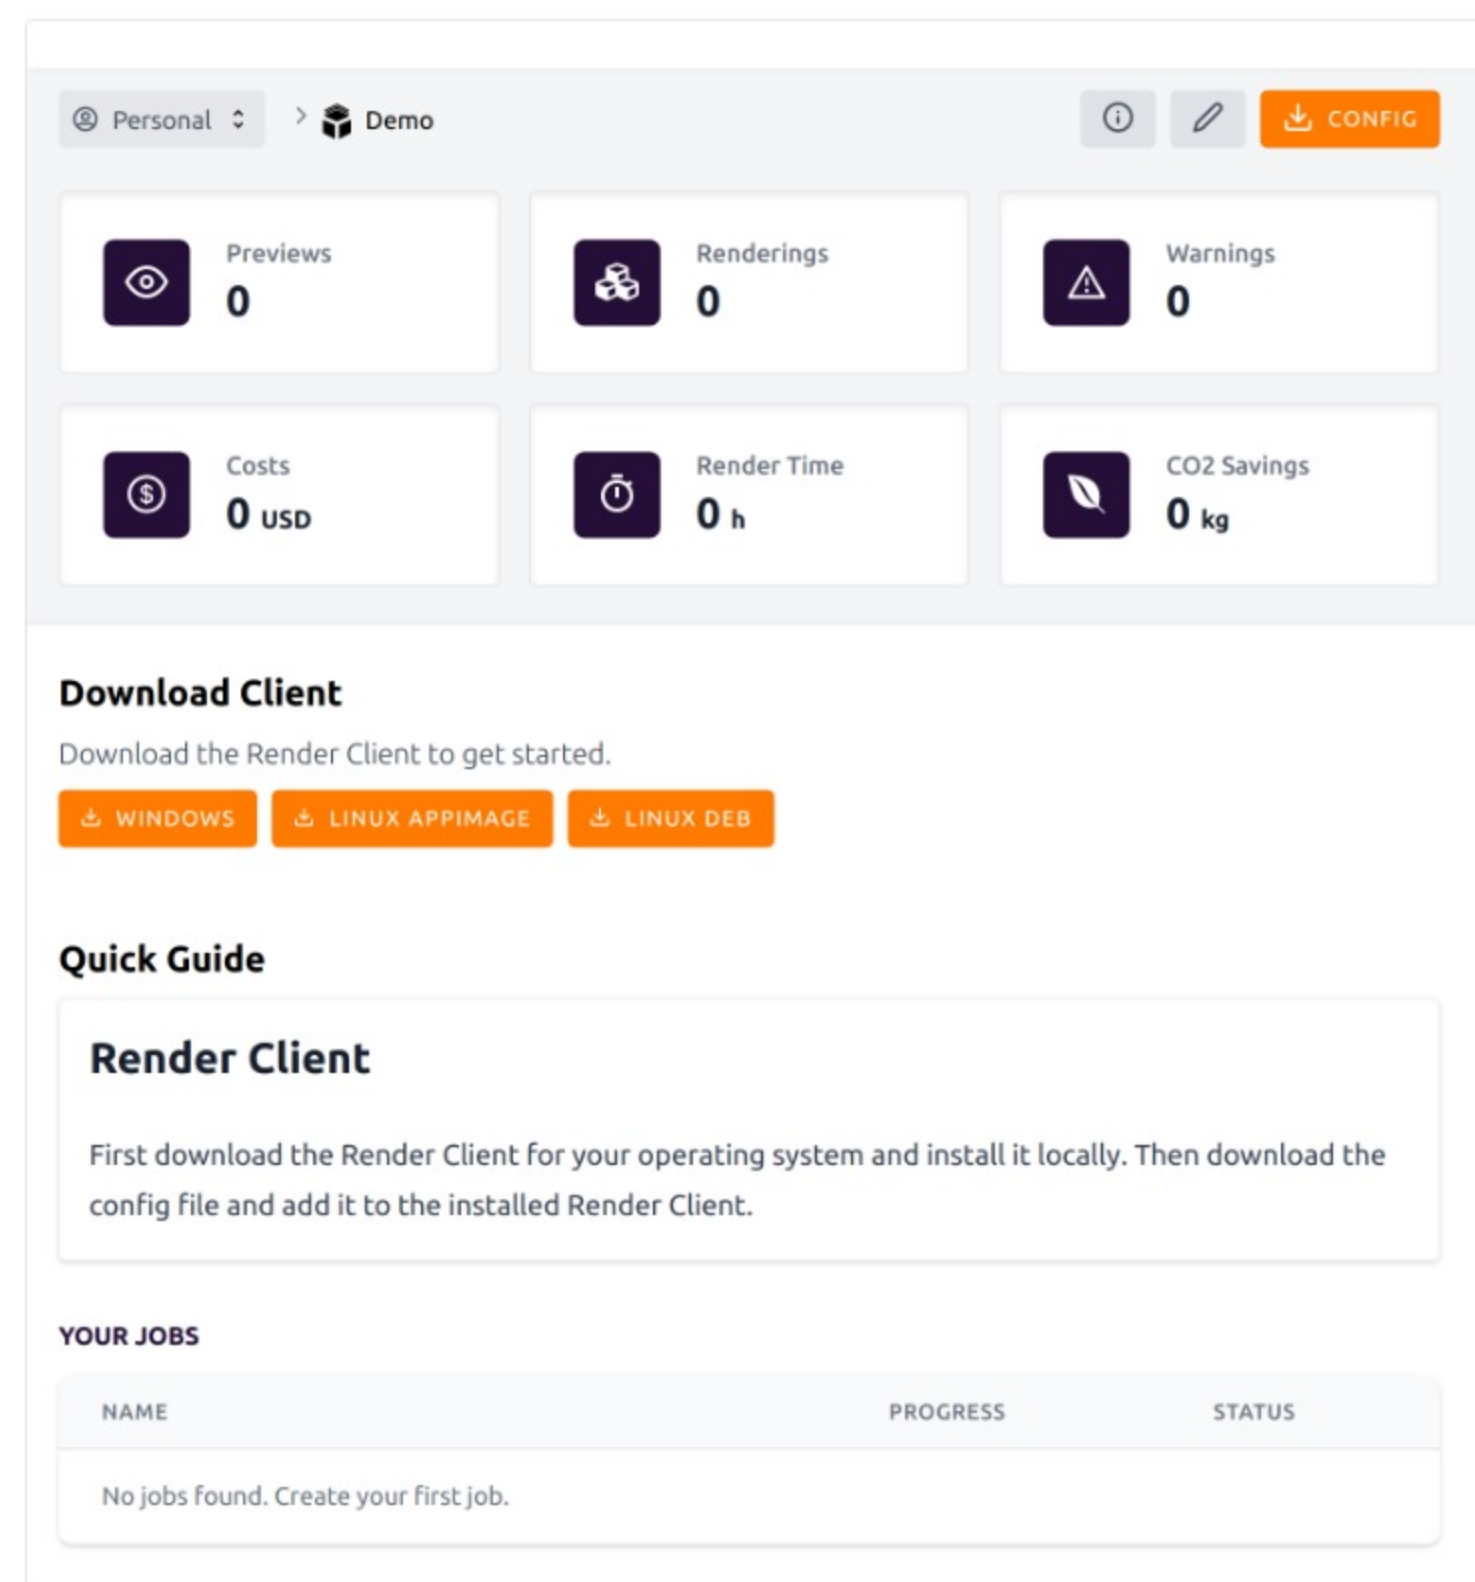 Personal > Demo
CONFIG
Previews
0
Renderings
0
Warnings
0
Costs
0 USD
Render Time
0 h
CO2 Savings
0 kg
Download Client
Download the Render Client to get started.
WINDOWS
LINUX APPIMAGE
LINUX DEB
Quick Guide
Render Client
First download the Render Client for your operating system and install it locally. Then download the
config file and add it to the installed Render Client.
YOUR JOBS
NAME PROGRESS STATUS
No jobs found. Create your first job.